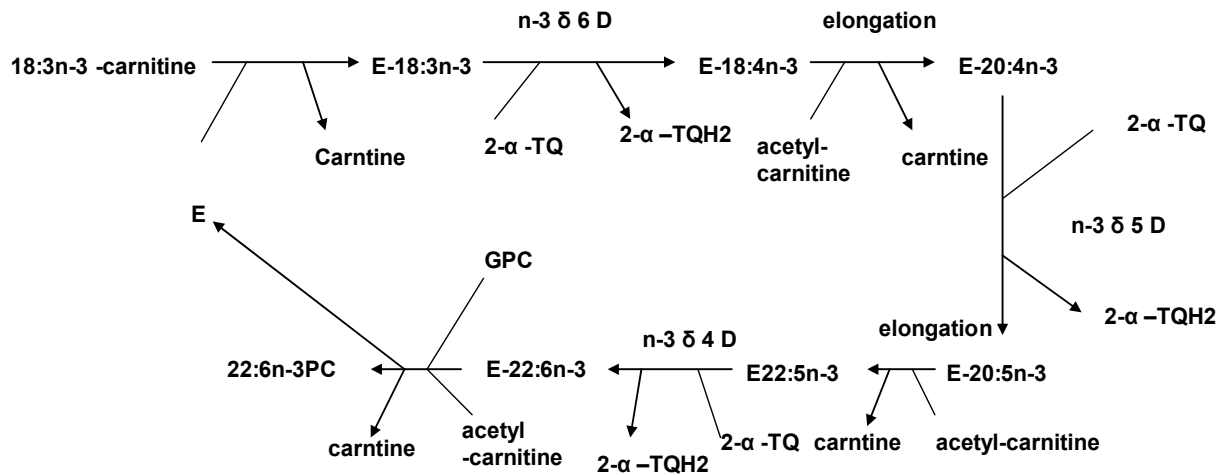 n-3 δ 6 D
elongation
18:3n-3 -carnitine
E-18:3n-3
E-18:4n-3
E-20:4n-3
Carntine
2-α -TQ
2-α –TQH2
acetyl-
carnitine
carntine
2-α -TQ
E
n-3 δ 5 D
GPC
2-α –TQH2
elongation
n-3 δ 4 D
22:6n-3PC
E-22:6n-3
E22:5n-3
E-20:5n-3
carntine
acetyl
-carnitine
2-α –TQH2
2-α -TQ
carntine
acetyl-carnitine